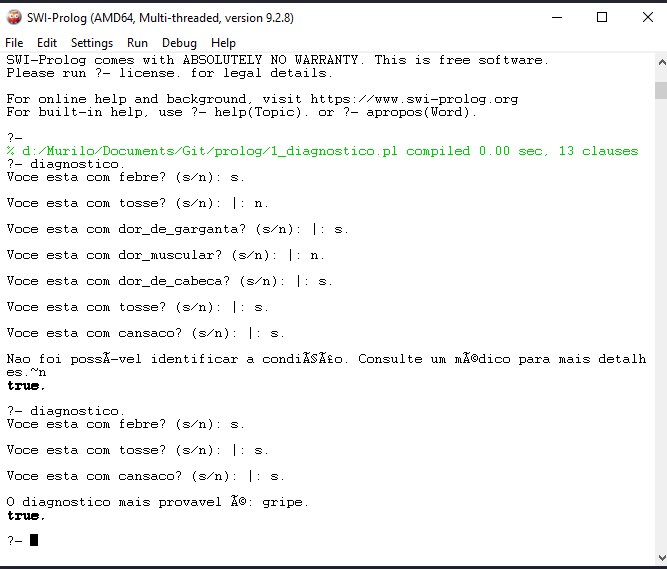 SWI-Prolog (AMD64, Multi-threaded, version 9.2.8)
File Edit Settings Run Debug Help
SWI-Prolog comes with ABSOLUTELY NO WARRANTY. This is free software.
Please run ?- license. for legal details.
For online help and background, visit https://www.swi-prolog.org
For built-in help, use ?- help(Topic). or ?- apropos(Word).
?-
% d:/Murilo/Documents/Git/prolog/1_diagnostico.pl compiled 0.00 sec, 13 clauses
?- diagnostico.
Voce esta com febre? (s/n): s.
Voce esta com tosse? (s/n): |: n.
Voce esta com dor_de_garganta? (s/n): |: s.
Voce esta com dor_muscular? (s/n): |: n.
Voce esta com dor_de_cabeca? (s/n): |: s.
Voce esta com tosse? (s/n): |: s.
Voce esta com cansaco? (s/n): |: s.
Nao foi possÃ-vel identificar a condiÃ§Ã£o. Consulte um mÃ©dico para mais detalh
es.~n
true.
?- diagnostico.
Voce esta com febre? (s/n): s.
Voce esta com tosse? (s/n): |: s.
Voce esta com cansaco? (s/n): |: s.
O diagnostico mais provavel Ã©: gripe.
true.
?-